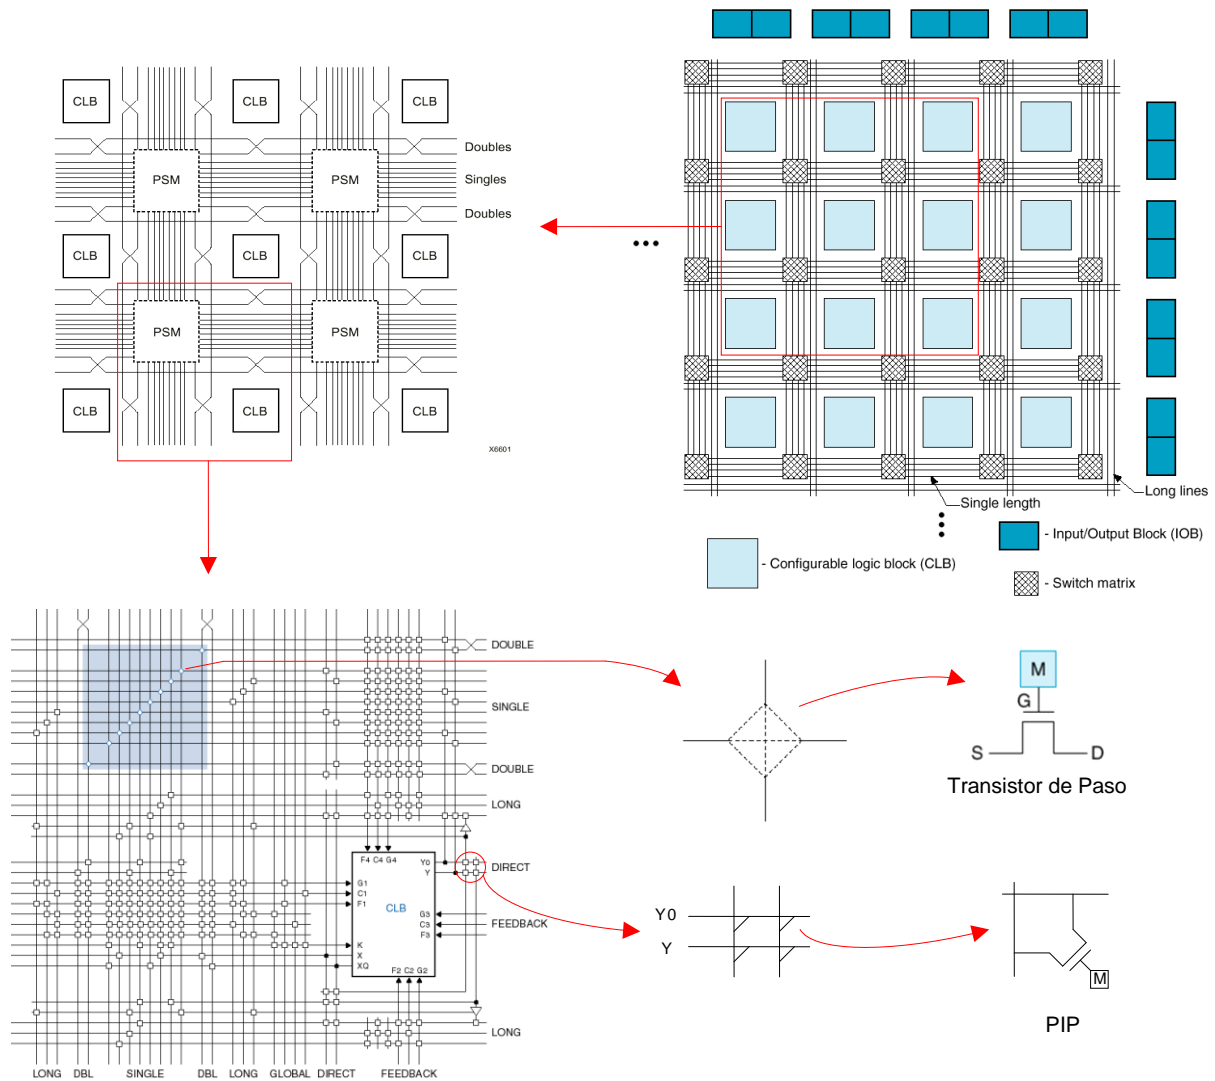 CLB
CLB
CLB
Doubles
PSM
PSM
Singles
Doubles
CLB
CLB
CLB
PSM
PSM
CLB
CLB
CLB
X6601
Long lines
Single length
- Input/Output Block (IOB)
- Configurable logic block (CLB)
- Switch matrix
DOUBLE
SINGLE
DOUBLE
LONG
F4 C4 G4
Y0
DIRECT
Y
G1
C1
F1
CLB
G3
C3
FEEDBACK
F3
K
X
XQ
F2 C2 G2
LONG
LONG DBL SINGLE DBL LONG GLOBAL DIRECT FEEDBACK
M
G
S
D
Transistor de Paso
Y0
Y
M
PIP